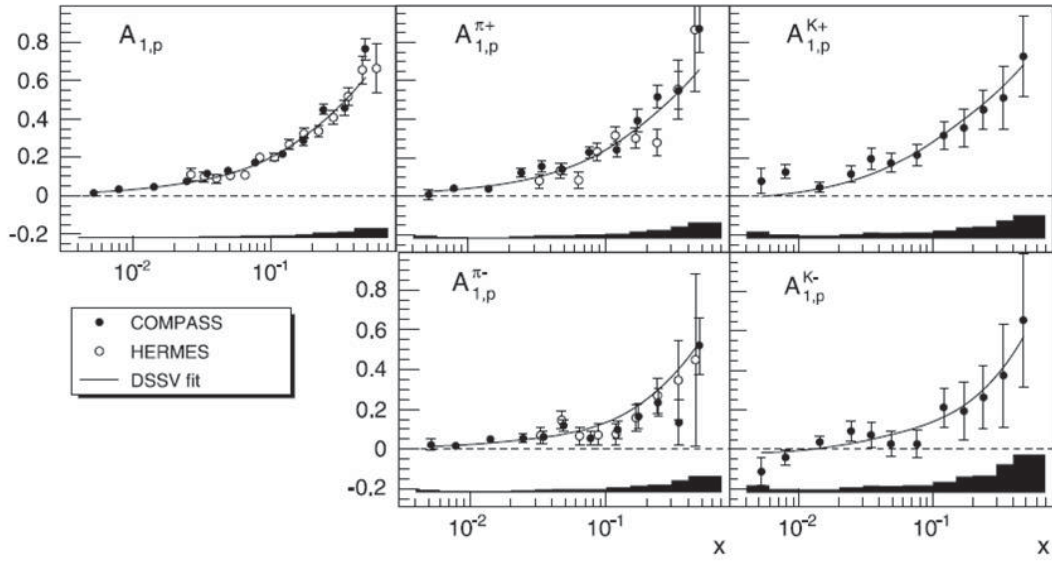 A1,p
Aπ+1,p
AK+1,p
0.8
0.6
0.4
0.2
0
-0.2
10-2
10-1
Aπ-1,p
AK-1,p
0.8
0.6
0.4
0.2
0
-0.2
COMPASS
HERMES
DSSV fit
10-2
10-1
x
10-2
10-1
x